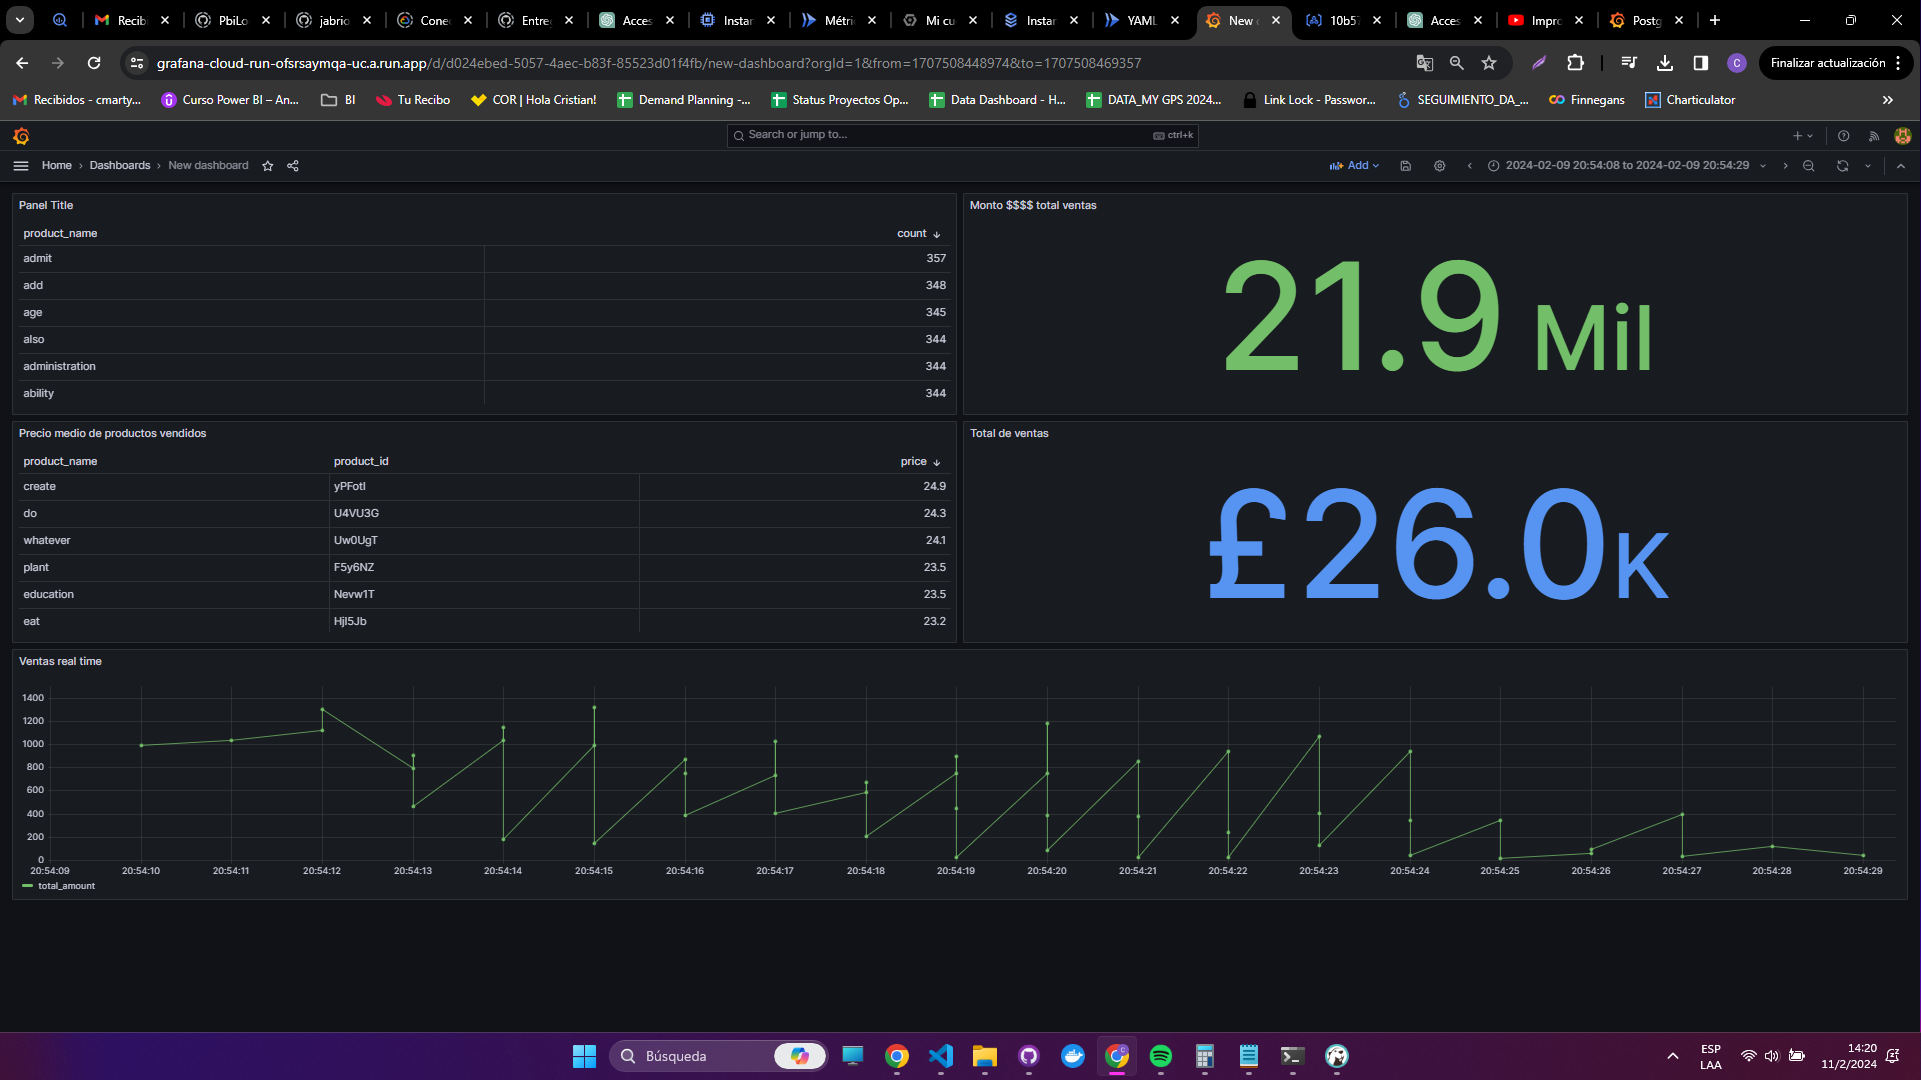 Recibi
PbiLo
jabrio
Cone
Entre
Acces
Instar
Métri
Mi cu
Instar
YAML
New
10b5
Acces
Impro
Postg
grafana-cloud-run-ofsrsaymqa-uc.a.run.app/d/d024ebed-5057-4aec-b83f-85523d01f4fb/new-dashboard?orgId=1&from=1707508448974&to=1707508469357
C
Finalizar actualización
Recibidos - cmarty...
Curso Power BI – An...
BI
Tu Recibo
COR | Hola Cristian!
Demand Planning -...
Status Proyectos Op...
Data Dashboard - H...
DATA_MY GPS 2024...
Link Lock - Passwor...
SEGUIMIENTO_DA_...
Finnegans
Charticulator
Search or jump to...
ctrl+k
Home › Dashboards › New dashboard
Add
2024-02-09 20:54:08 to 2024-02-09 20:54:29
Panel Title
product_name count
admit 357
add 348
age 345
also 344
administration 344
ability 344
Monto $$$$ total ventas
21.9 Mil
Precio medio de productos vendidos
product_name product_id price
create yPFotI 24.9
do U4VU3G 24.3
whatever Uw0UgT 24.1
plant F5y6NZ 23.5
education Nevw1T 23.5
eat HjI5Jb 23.2
Total de ventas
£26.0K
Ventas real time
1400
1200
1000
800
600
400
200
0
20:54:09 20:54:10 20:54:11 20:54:12 20:54:13 20:54:14 20:54:15 20:54:16 20:54:17 20:54:18 20:54:19 20:54:20 20:54:21 20:54:22 20:54:23 20:54:24 20:54:25 20:54:26 20:54:27 20:54:28 20:54:29
total_amount
Búsqueda
ESP
LAA
14:20
11/2/2024